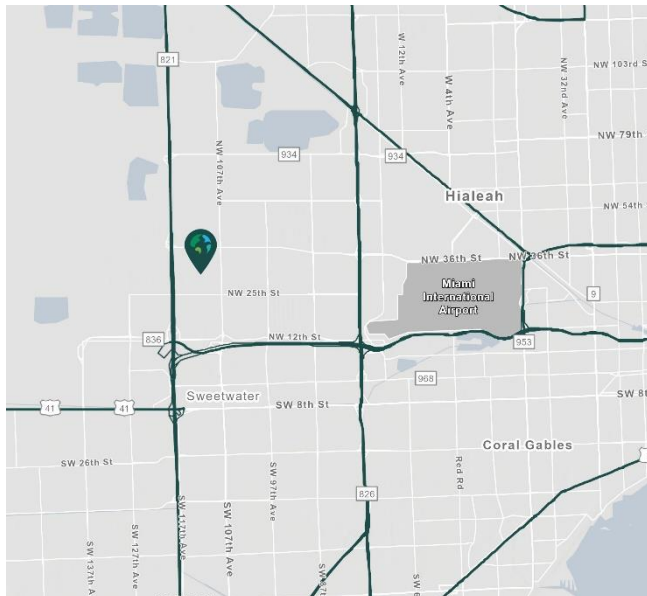 W 12th Ave
W 4th Ave
NW 32nd Ave
821
NW 103rd S
NW 79th
934
934
NW 107th Ave
Hialeah
NW 54th
NW 36th St
NW 36th St
Miami
International
Airport
NW 25th St
9
836
NW 12th St
953
968
Sweetwater
41
41
SW 8th St
SW 8t
Coral Gables
SW 26th St
Red Rd
SW 97th Ave
826
SW 117th Ave
SW 107th Ave
SW 127th Ave
SW 137th A